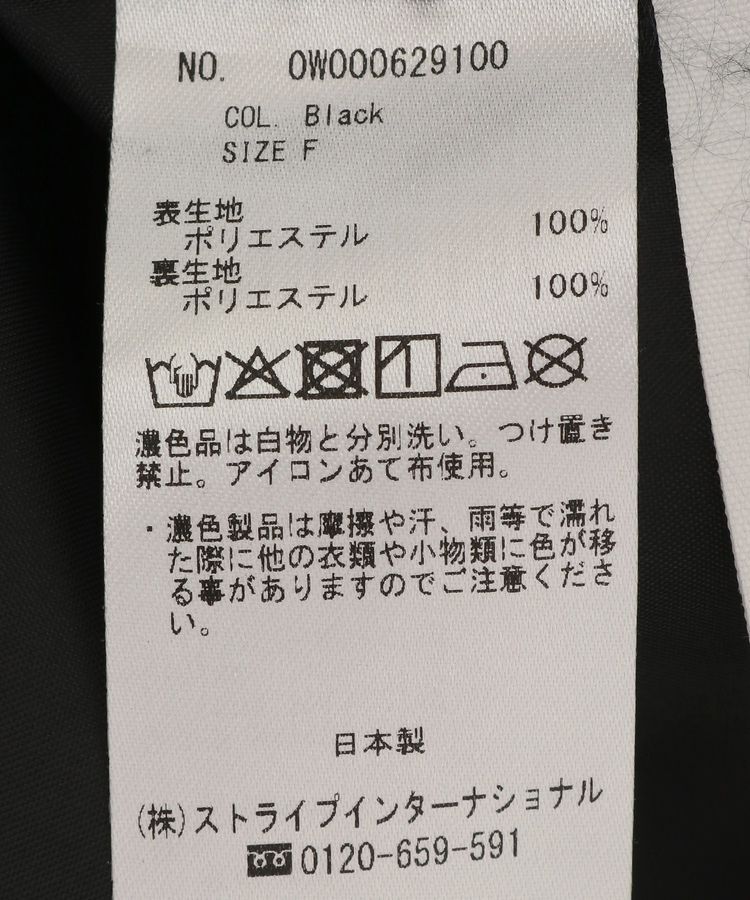 NO. 0W000629100
COL. Black
SIZE F
表生地
ポリエステル 100%
裏生地
ポリエステル 100%
濃色品は白物と分別洗い。つけ置き
禁止。アイロンあて布使用。
・濃色製品は摩擦や汗、雨等で濡れ
た際に他の衣類や小物類に色が移
る事がありますのでご注意くださ
い。
日本製
(株)ストライプインターナショナル
0120-659-591